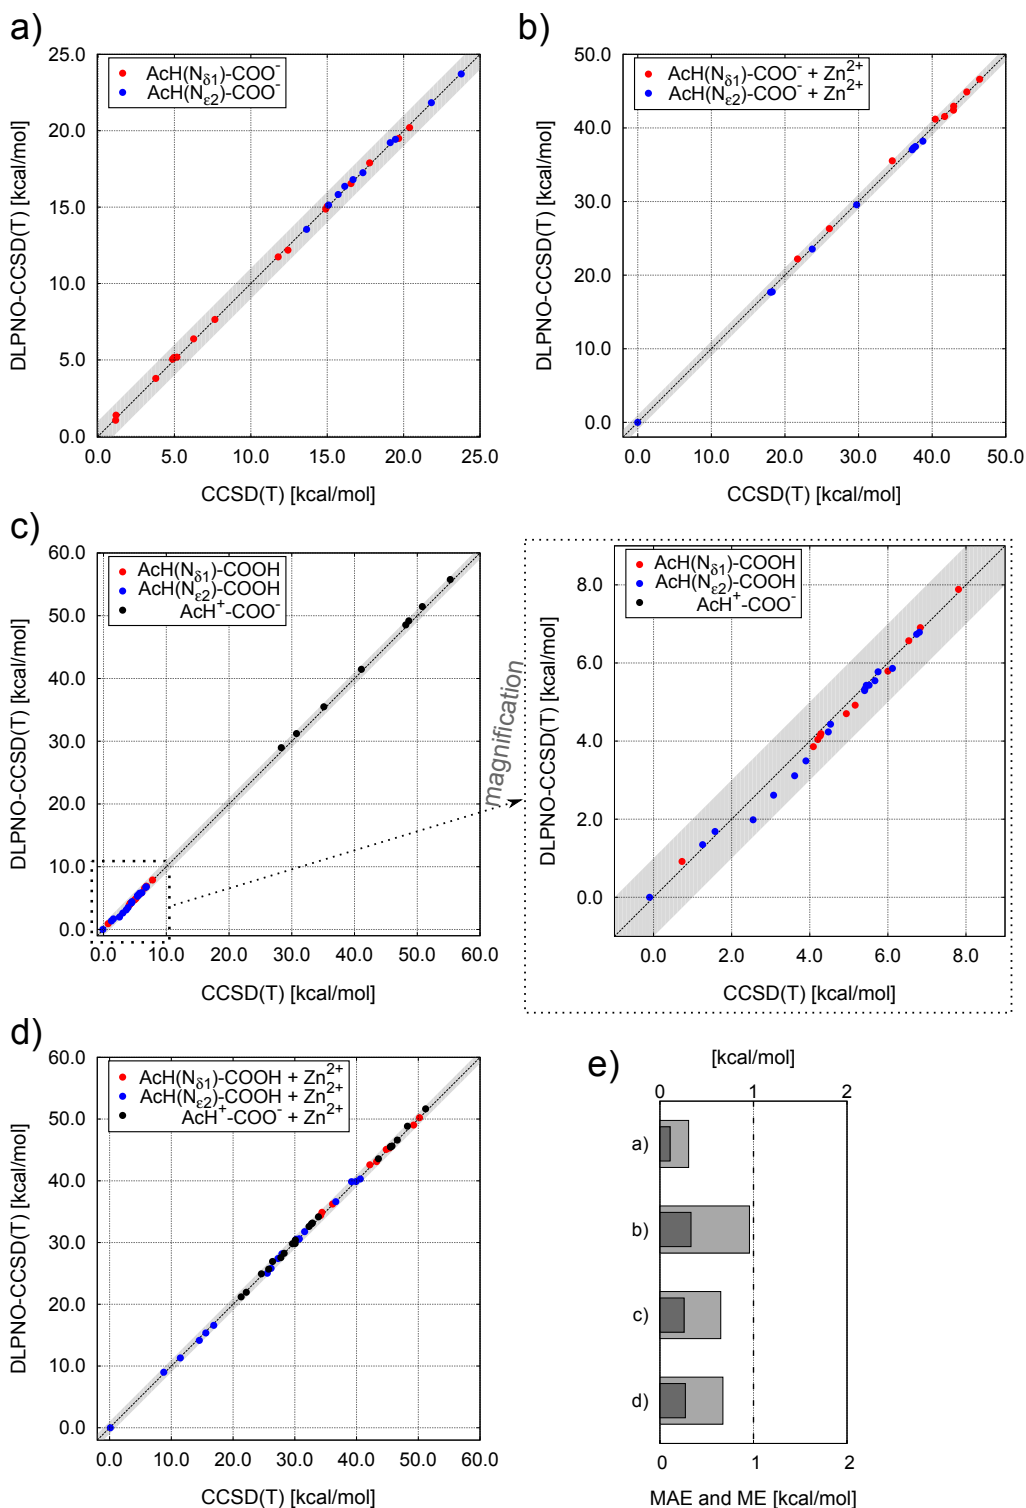 a)
AcH(Nδ1)-COO⁻
AcH(Nε2)-COO⁻
25.0
20.0
15.0
10.0
5.0
0.0
0.0 5.0 10.0 15.0 20.0 25.0
DLPNO-CCSD(T) [kcal/mol]
CCSD(T) [kcal/mol]
b)
AcH(Nδ1)-COO⁻ + Zn²⁺
AcH(Nε2)-COO⁻ + Zn²⁺
50.0
40.0
30.0
20.0
10.0
0.0
0.0 10.0 20.0 30.0 40.0 50.0
DLPNO-CCSD(T) [kcal/mol]
CCSD(T) [kcal/mol]
c)
AcH(Nδ1)-COOH
AcH(Nε2)-COOH
AcH⁺-COO⁻
60.0
50.0
40.0
30.0
20.0
10.0
0.0
0.0 10.0 20.0 30.0 40.0 50.0 60.0
DLPNO-CCSD(T) [kcal/mol]
CCSD(T) [kcal/mol]
magnification
AcH(Nδ1)-COOH
AcH(Nε2)-COOH
AcH⁺-COO⁻
8.0
6.0
4.0
2.0
0.0
0.0 2.0 4.0 6.0 8.0
DLPNO-CCSD(T) [kcal/mol]
CCSD(T) [kcal/mol]
d)
AcH(Nδ1)-COOH + Zn²⁺
AcH(Nε2)-COOH + Zn²⁺
AcH⁺-COO⁻ + Zn²⁺
60.0
50.0
40.0
30.0
20.0
10.0
0.0
0.0 10.0 20.0 30.0 40.0 50.0 60.0
DLPNO-CCSD(T) [kcal/mol]
CCSD(T) [kcal/mol]
e)
[kcal/mol]
0 1 2
a)
b)
c)
d)
0 1 2
MAE and ME [kcal/mol]